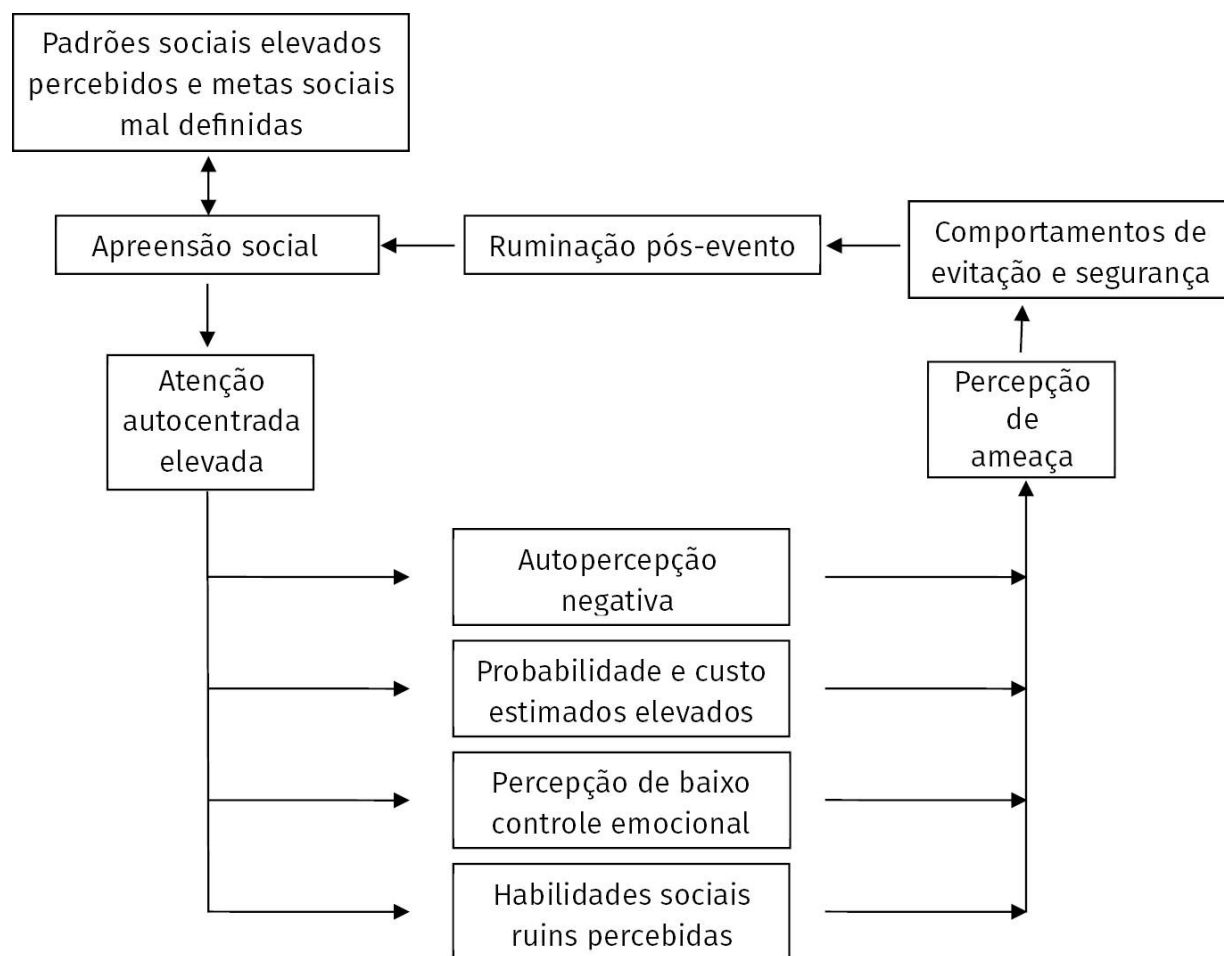 Padrões sociais elevados
percebidos e metas sociais
mal definidas
Apreensão social
Ruminação pós-evento
Comportamentos de
evitação e segurança
Atenção
autocentrada
elevada
Percepção
de
ameaça
Autopercepção
negativa
Probabilidade e custo
estimados elevados
Percepção de baixo
controle emocional
Habilidades sociais
ruins percebidas